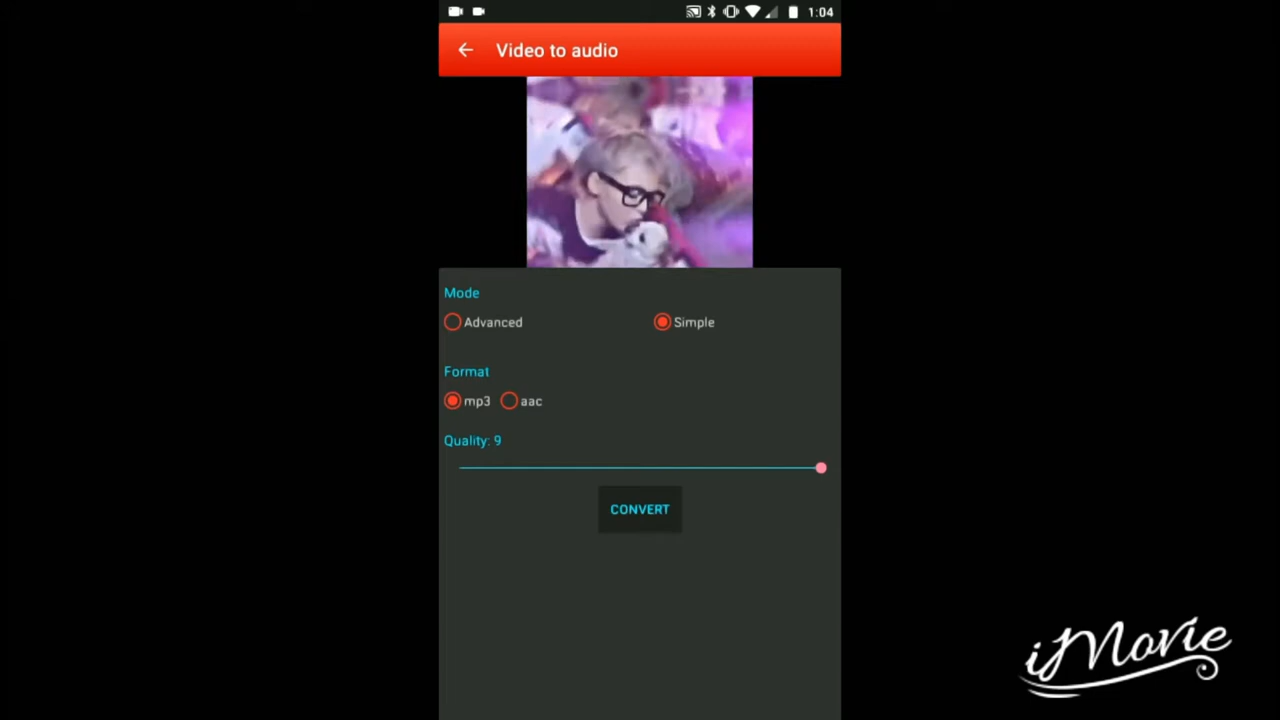 1:04
Video to audio
Mode
Advanced Simple
Format
mp3 aac
Quality: 9
CONVERT
iMovie